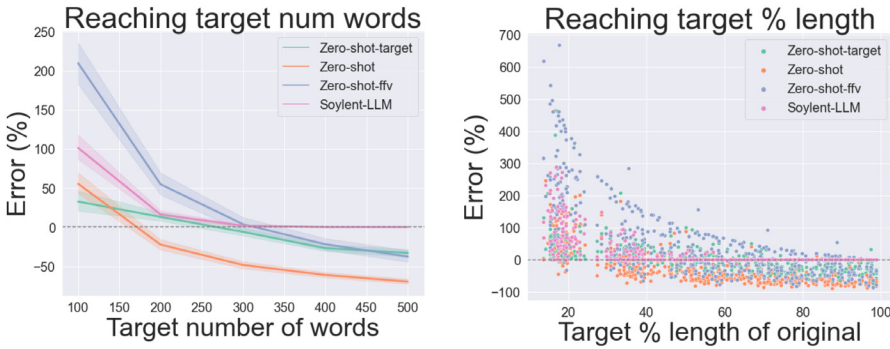 Reaching target num words
250
200
150
100
50
0
−50
Error (%)
100 150 200 250 300 350 400 450 500
Target number of words
Zero-shot-target
Zero-shot
Zero-shot-ffv
Soylent-LLM
Reaching target % length
700
600
500
400
300
200
100
0
−100
Error (%)
20 40 60 80 100
Target % length of original
Zero-shot-target
Zero-shot
Zero-shot-ffv
Soylent-LLM